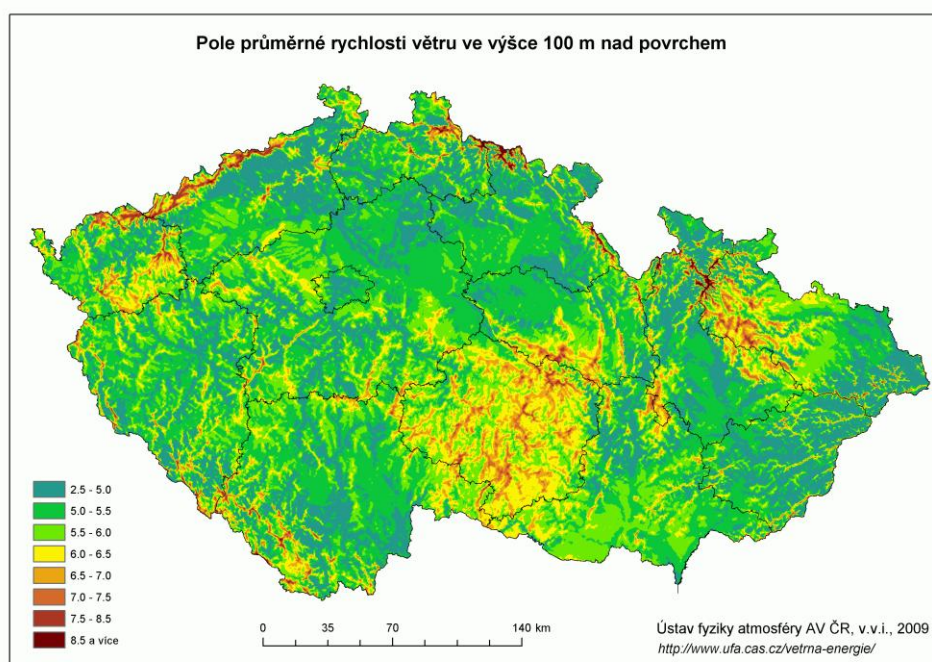 Pole průměrné rychlosti větru ve výšce 100 m nad povrchem
2.5 - 5.0
5.0 - 5.5
5.5 - 6.0
6.0 - 6.5
6.5 - 7.0
7.0 - 7.5
7.5 - 8.5
8.5 a více
0 35 70 140 km
Ústav fyziky atmosféry AV ČR, v.v.i., 2009
http://www.ufa.cas.cz/vetrna-energie/